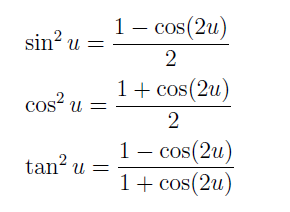 sin² u = (1 − cos(2u)) / 2
cos² u = (1 + cos(2u)) / 2
tan² u = (1 − cos(2u)) / (1 + cos(2u))